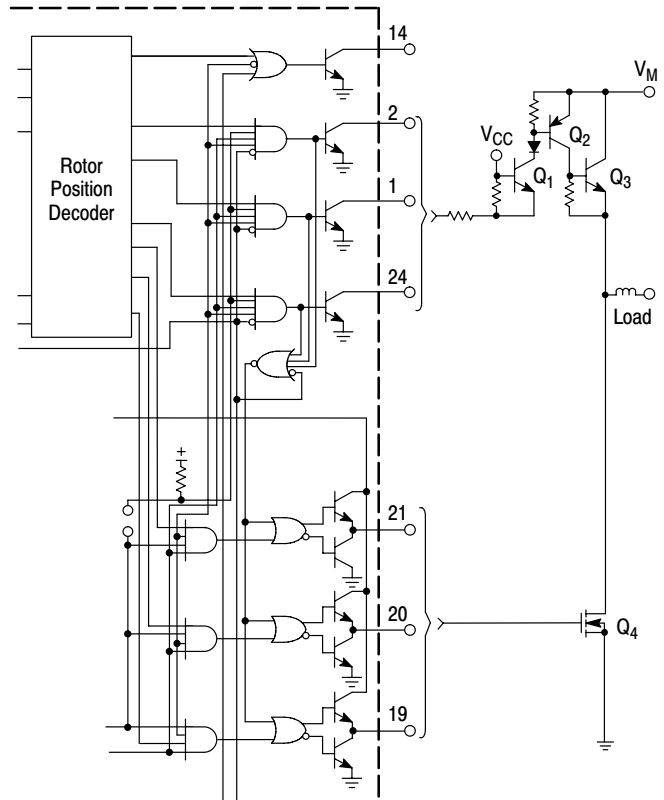 14
V_M
2
V_CC
Q_2
Rotor
Position
Decoder
Q_1
Q_3
1
24
Load
+
21
20
Q_4
19